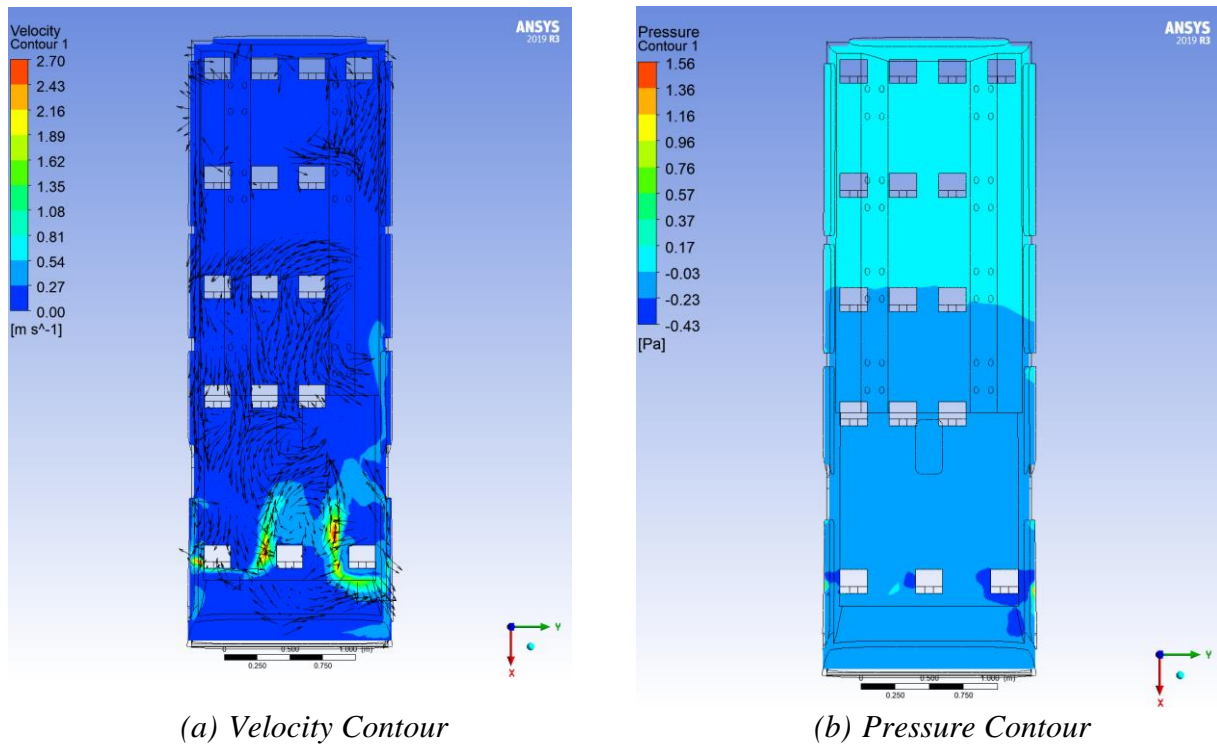 Velocity
Contour 1
2.70
2.43
2.16
1.89
1.62
1.35
1.08
0.81
0.54
0.27
0.00
[m s^-1]
ANSYS
2019 R3
0 0.500 1.000 (m)
0.250 0.750
Y
X
(a) Velocity Contour
Pressure
Contour 1
1.56
1.36
1.16
0.96
0.76
0.57
0.37
0.17
-0.03
-0.23
-0.43
[Pa]
ANSYS
2019 R3
0 0.500 1.000 (m)
0.250 0.750
Y
X
(b) Pressure Contour